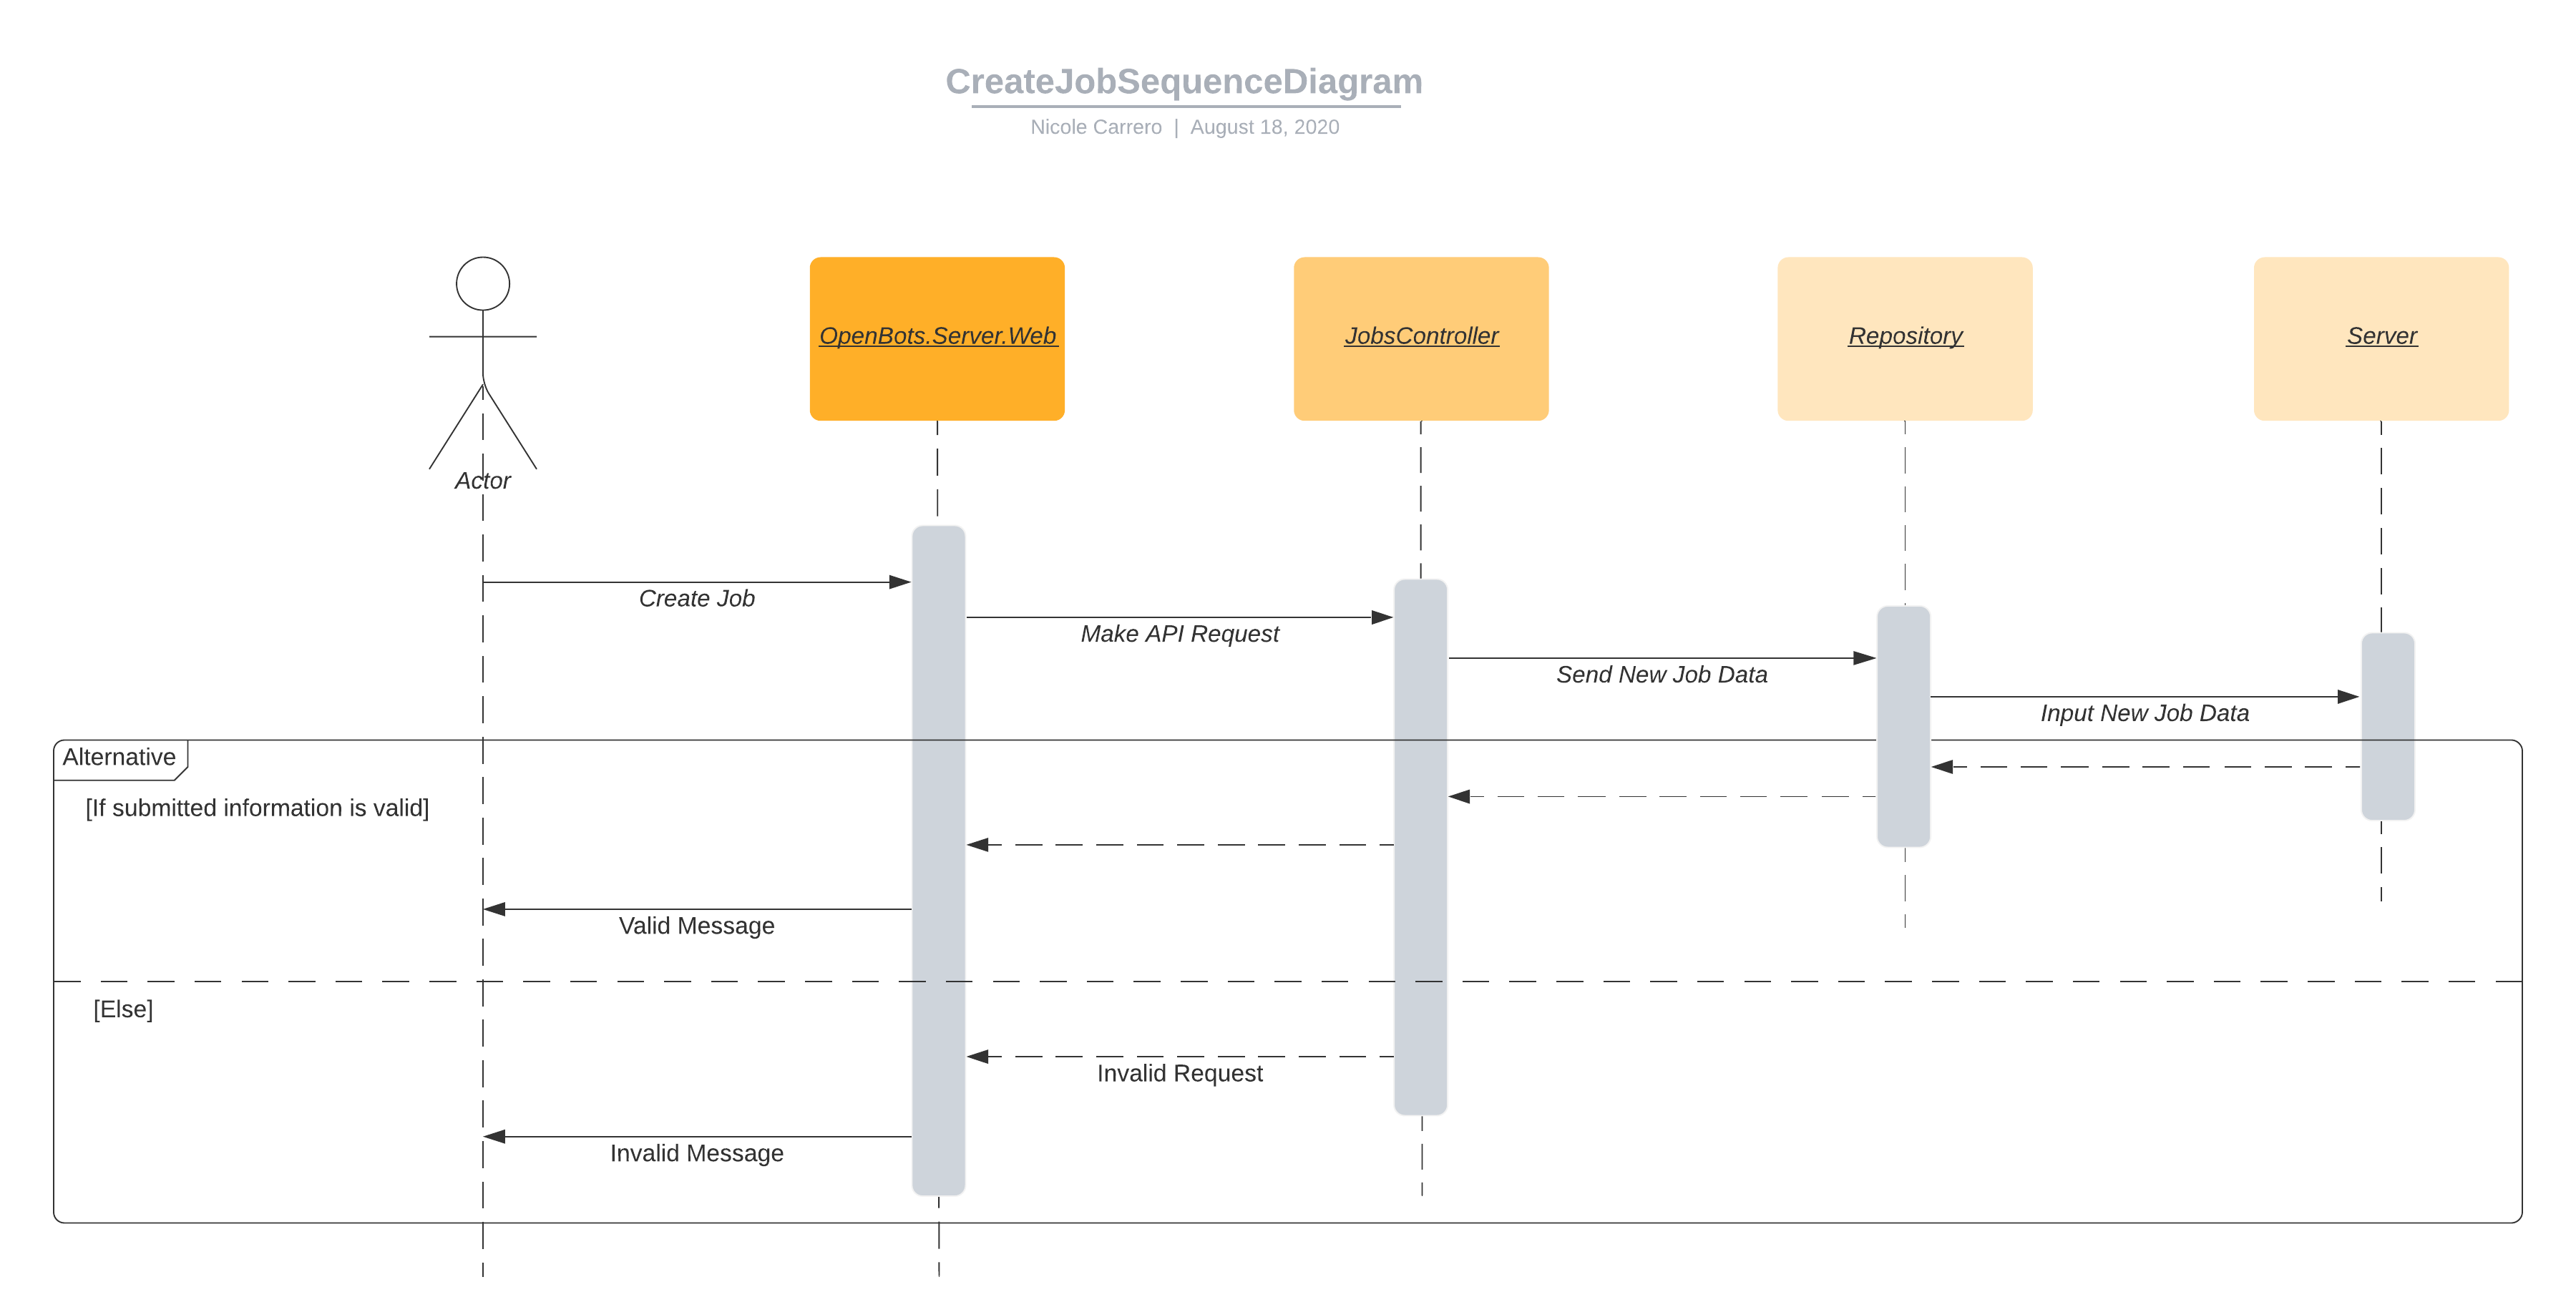 CreateJobSequenceDiagram
Nicole Carrero | August 18, 2020
Actor
OpenBots.Server.Web
JobsController
Repository
Server
Create Job
Make API Request
Send New Job Data
Input New Job Data
Alternative
[If submitted information is valid]
Valid Message
[Else]
Invalid Request
Invalid Message